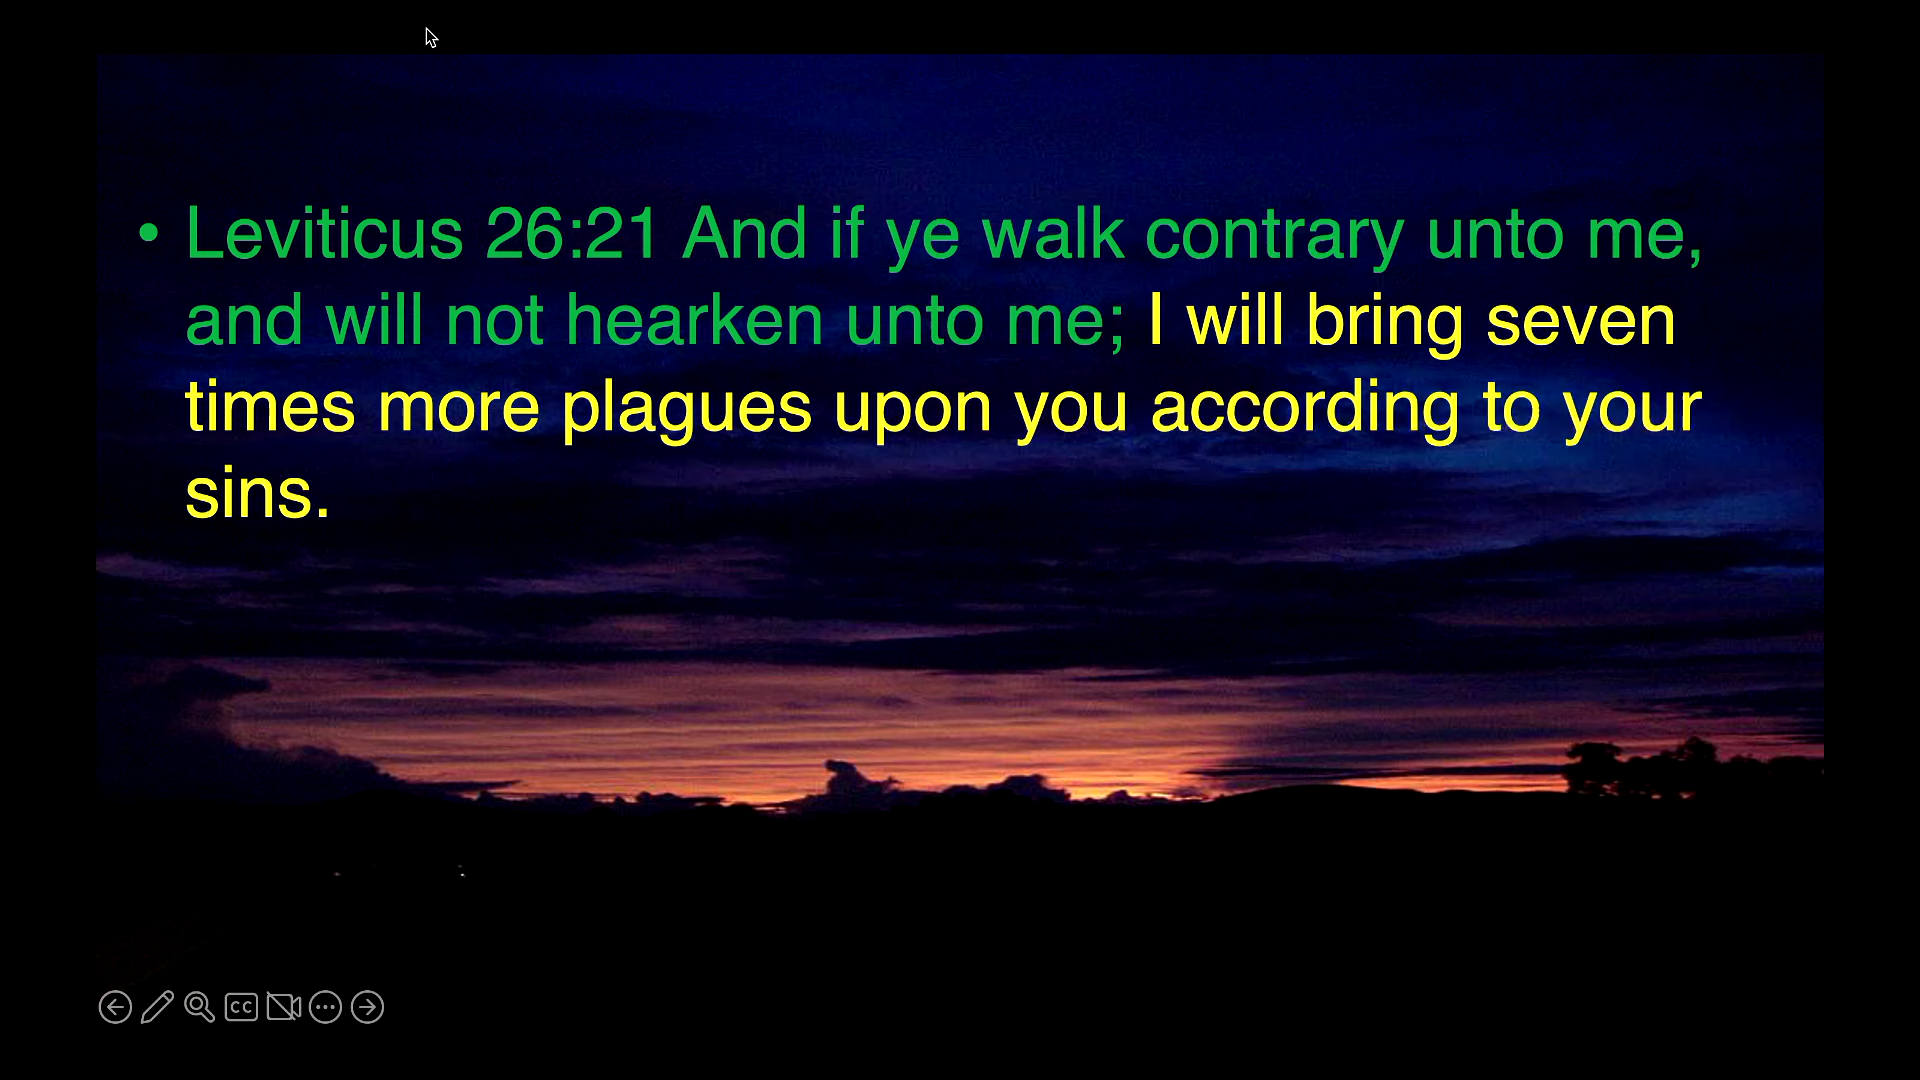 • Leviticus 26:21 And if ye walk contrary unto me,
and will not hearken unto me; I will bring seven
times more plagues upon you according to your
sins.
CC